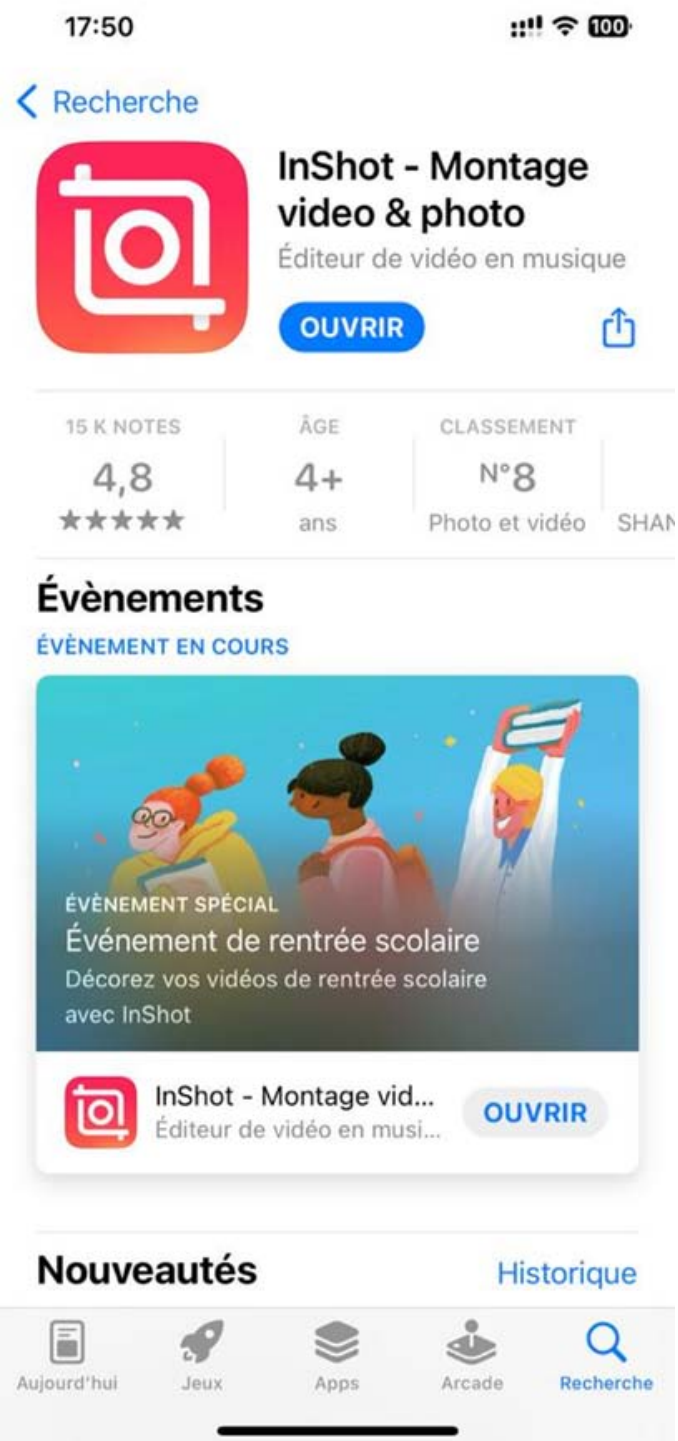 17:50
100
Recherche
InShot - Montage
video & photo
Éditeur de vidéo en musique
OUVRIR
15 K NOTES
4,8
ÂGE
4+
ans
CLASSEMENT
N°8
Photo et vidéo
SHAN
Évènements
ÉVÈNEMENT EN COURS
ÉVÈNEMENT SPÉCIAL
Événement de rentrée scolaire
Décorez vos vidéos de rentrée scolaire
avec InShot
InShot - Montage vid...
Éditeur de vidéo en musi...
OUVRIR
Nouveautés
Historique
Aujourd'hui
Jeux
Apps
Arcade
Recherche